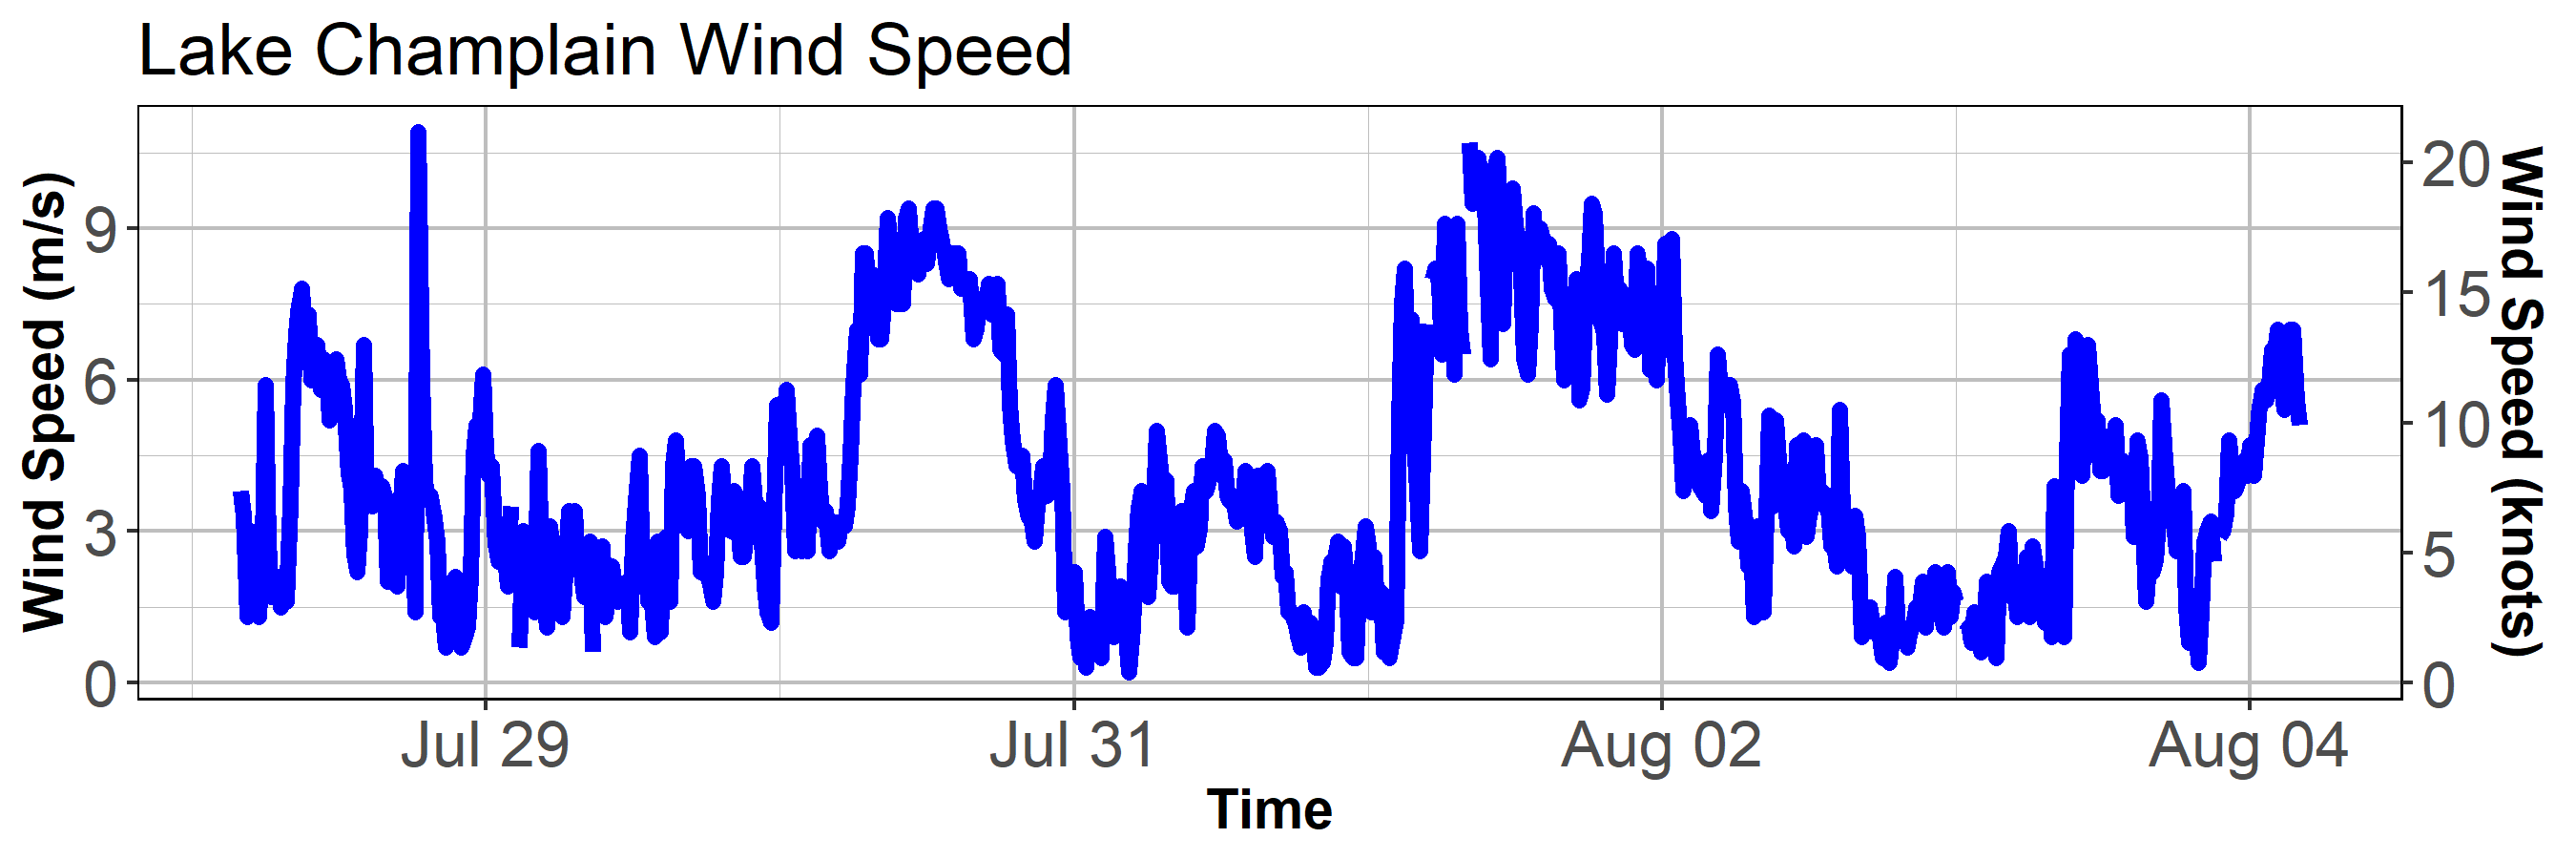 Lake Champlain Wind Speed
Wind Speed (m/s)
9
6
3
0
20
15
10
5
0
Wind Speed (knots)
Jul 29
Jul 31
Aug 02
Aug 04
Time